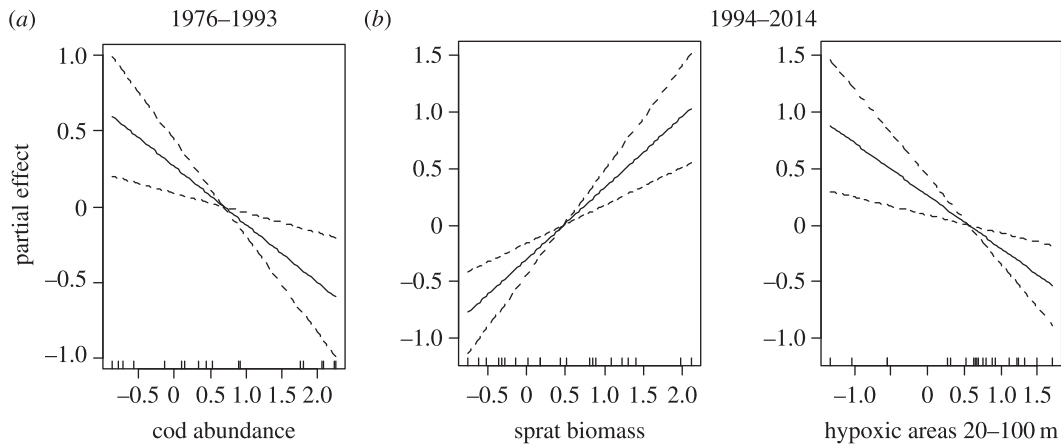 (a) 1976–1993 (b) 1994–2014
partial effect
1.0
0.5
0
–0.5
–1.0
–0.5 0 0.5 1.0 1.5 2.0
cod abundance
1.5
1.0
0.5
0
–0.5
–1.0
–0.5 0 0.5 1.0 1.5 2.0
sprat biomass
1.5
1.0
0.5
0
–0.5
–1.0
–1.0 0 0.5 1.0 1.5
hypoxic areas 20–100 m